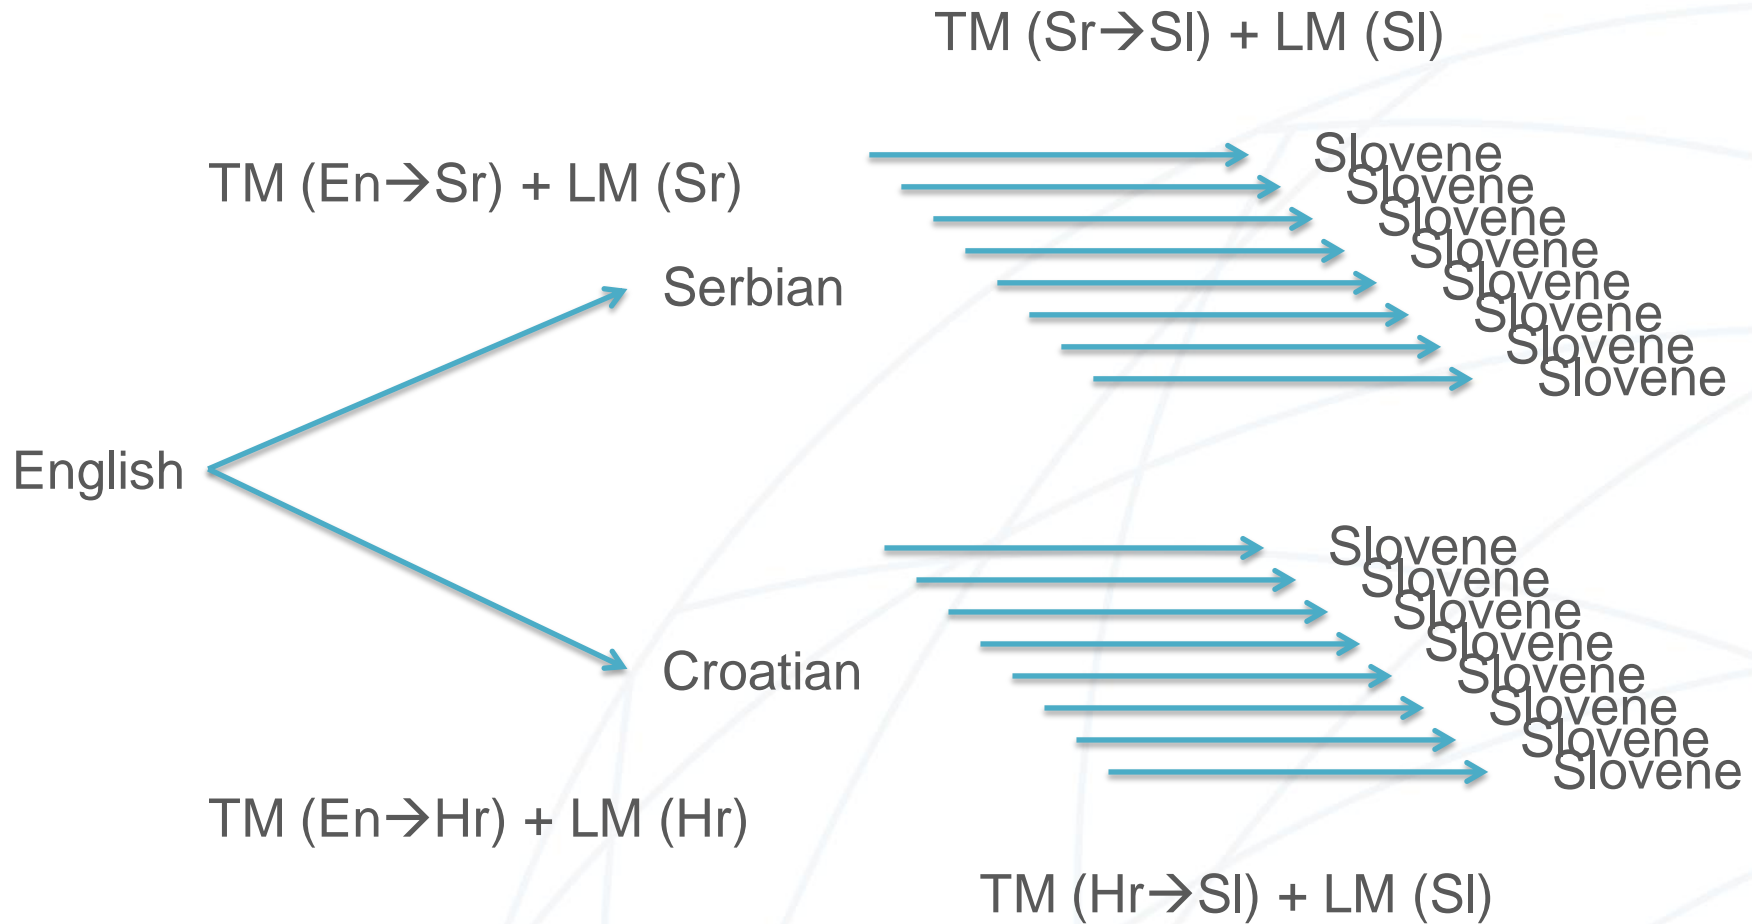 TM (Sr→Sl) + LM (Sl)
TM (En→Sr) + LM (Sr)
Slovene
Slovene
Slovene
Slovene
Slovene
Slovene
Slovene
Slovene
Serbian
English
Slovene
Slovene
Slovene
Slovene
Slovene
Slovene
Slovene
Slovene
Croatian
TM (En→Hr) + LM (Hr)
TM (Hr→Sl) + LM (Sl)